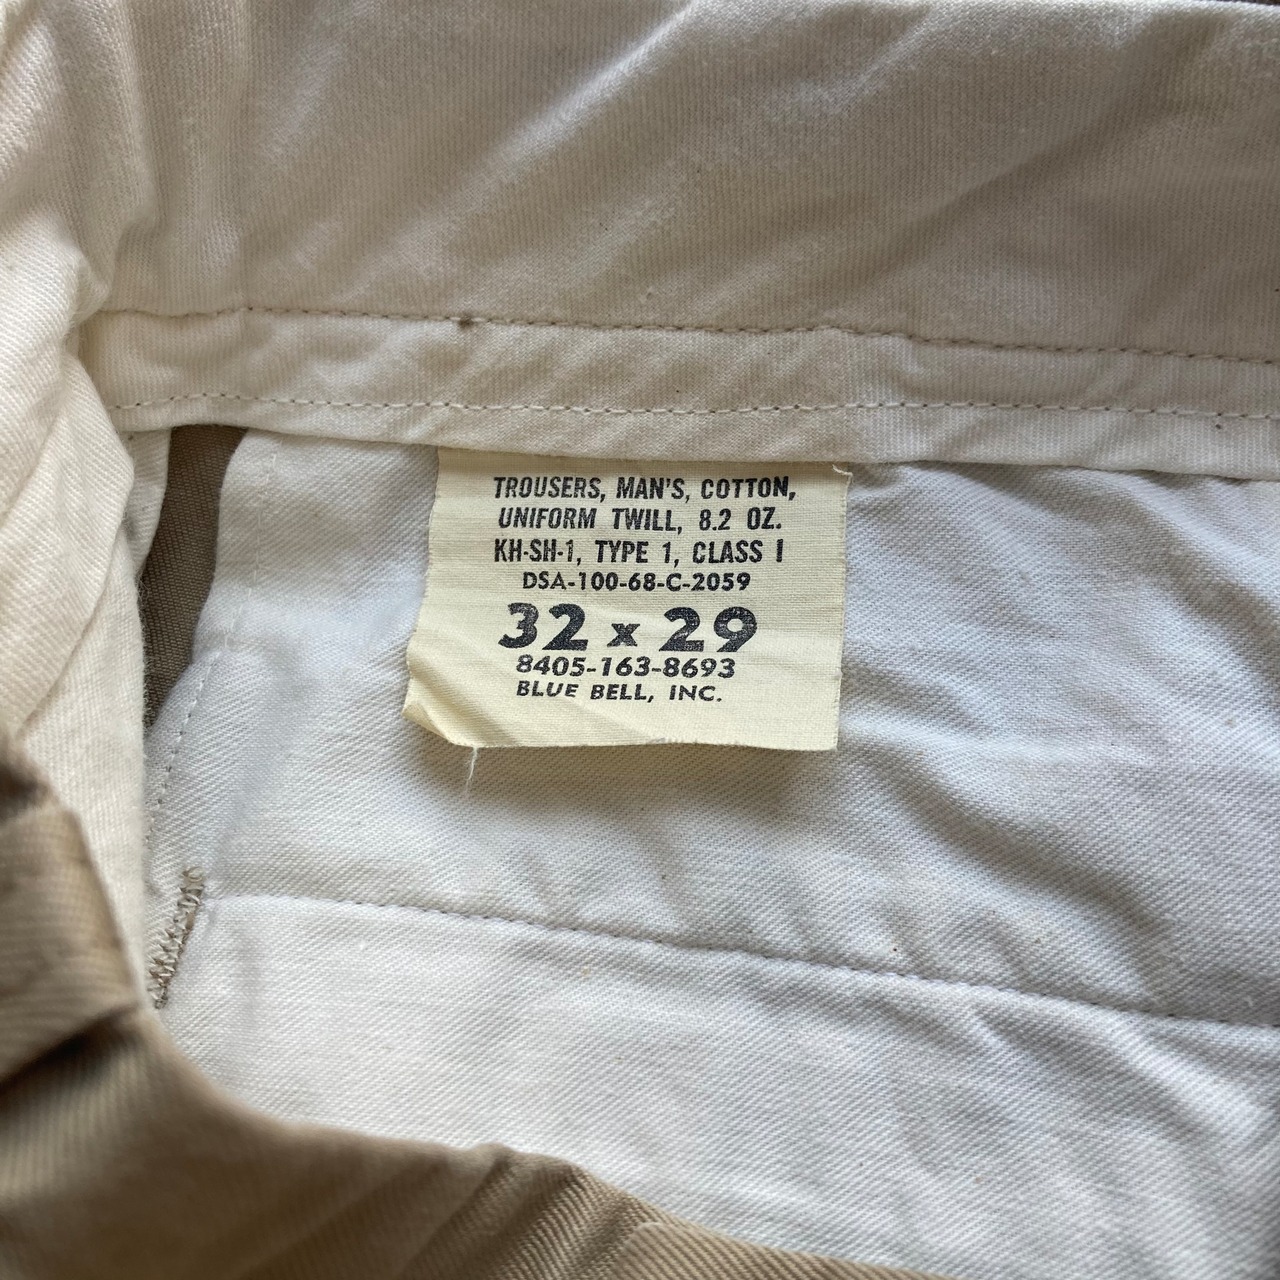 TROUSERS, MAN'S, COTTON,
UNIFORM TWILL, 8.2 OZ.
KH-SH-1, TYPE 1, CLASS 1
DSA-100-68-C-2059
32 x 29
8405-163-8693
BLUE BELL, INC.